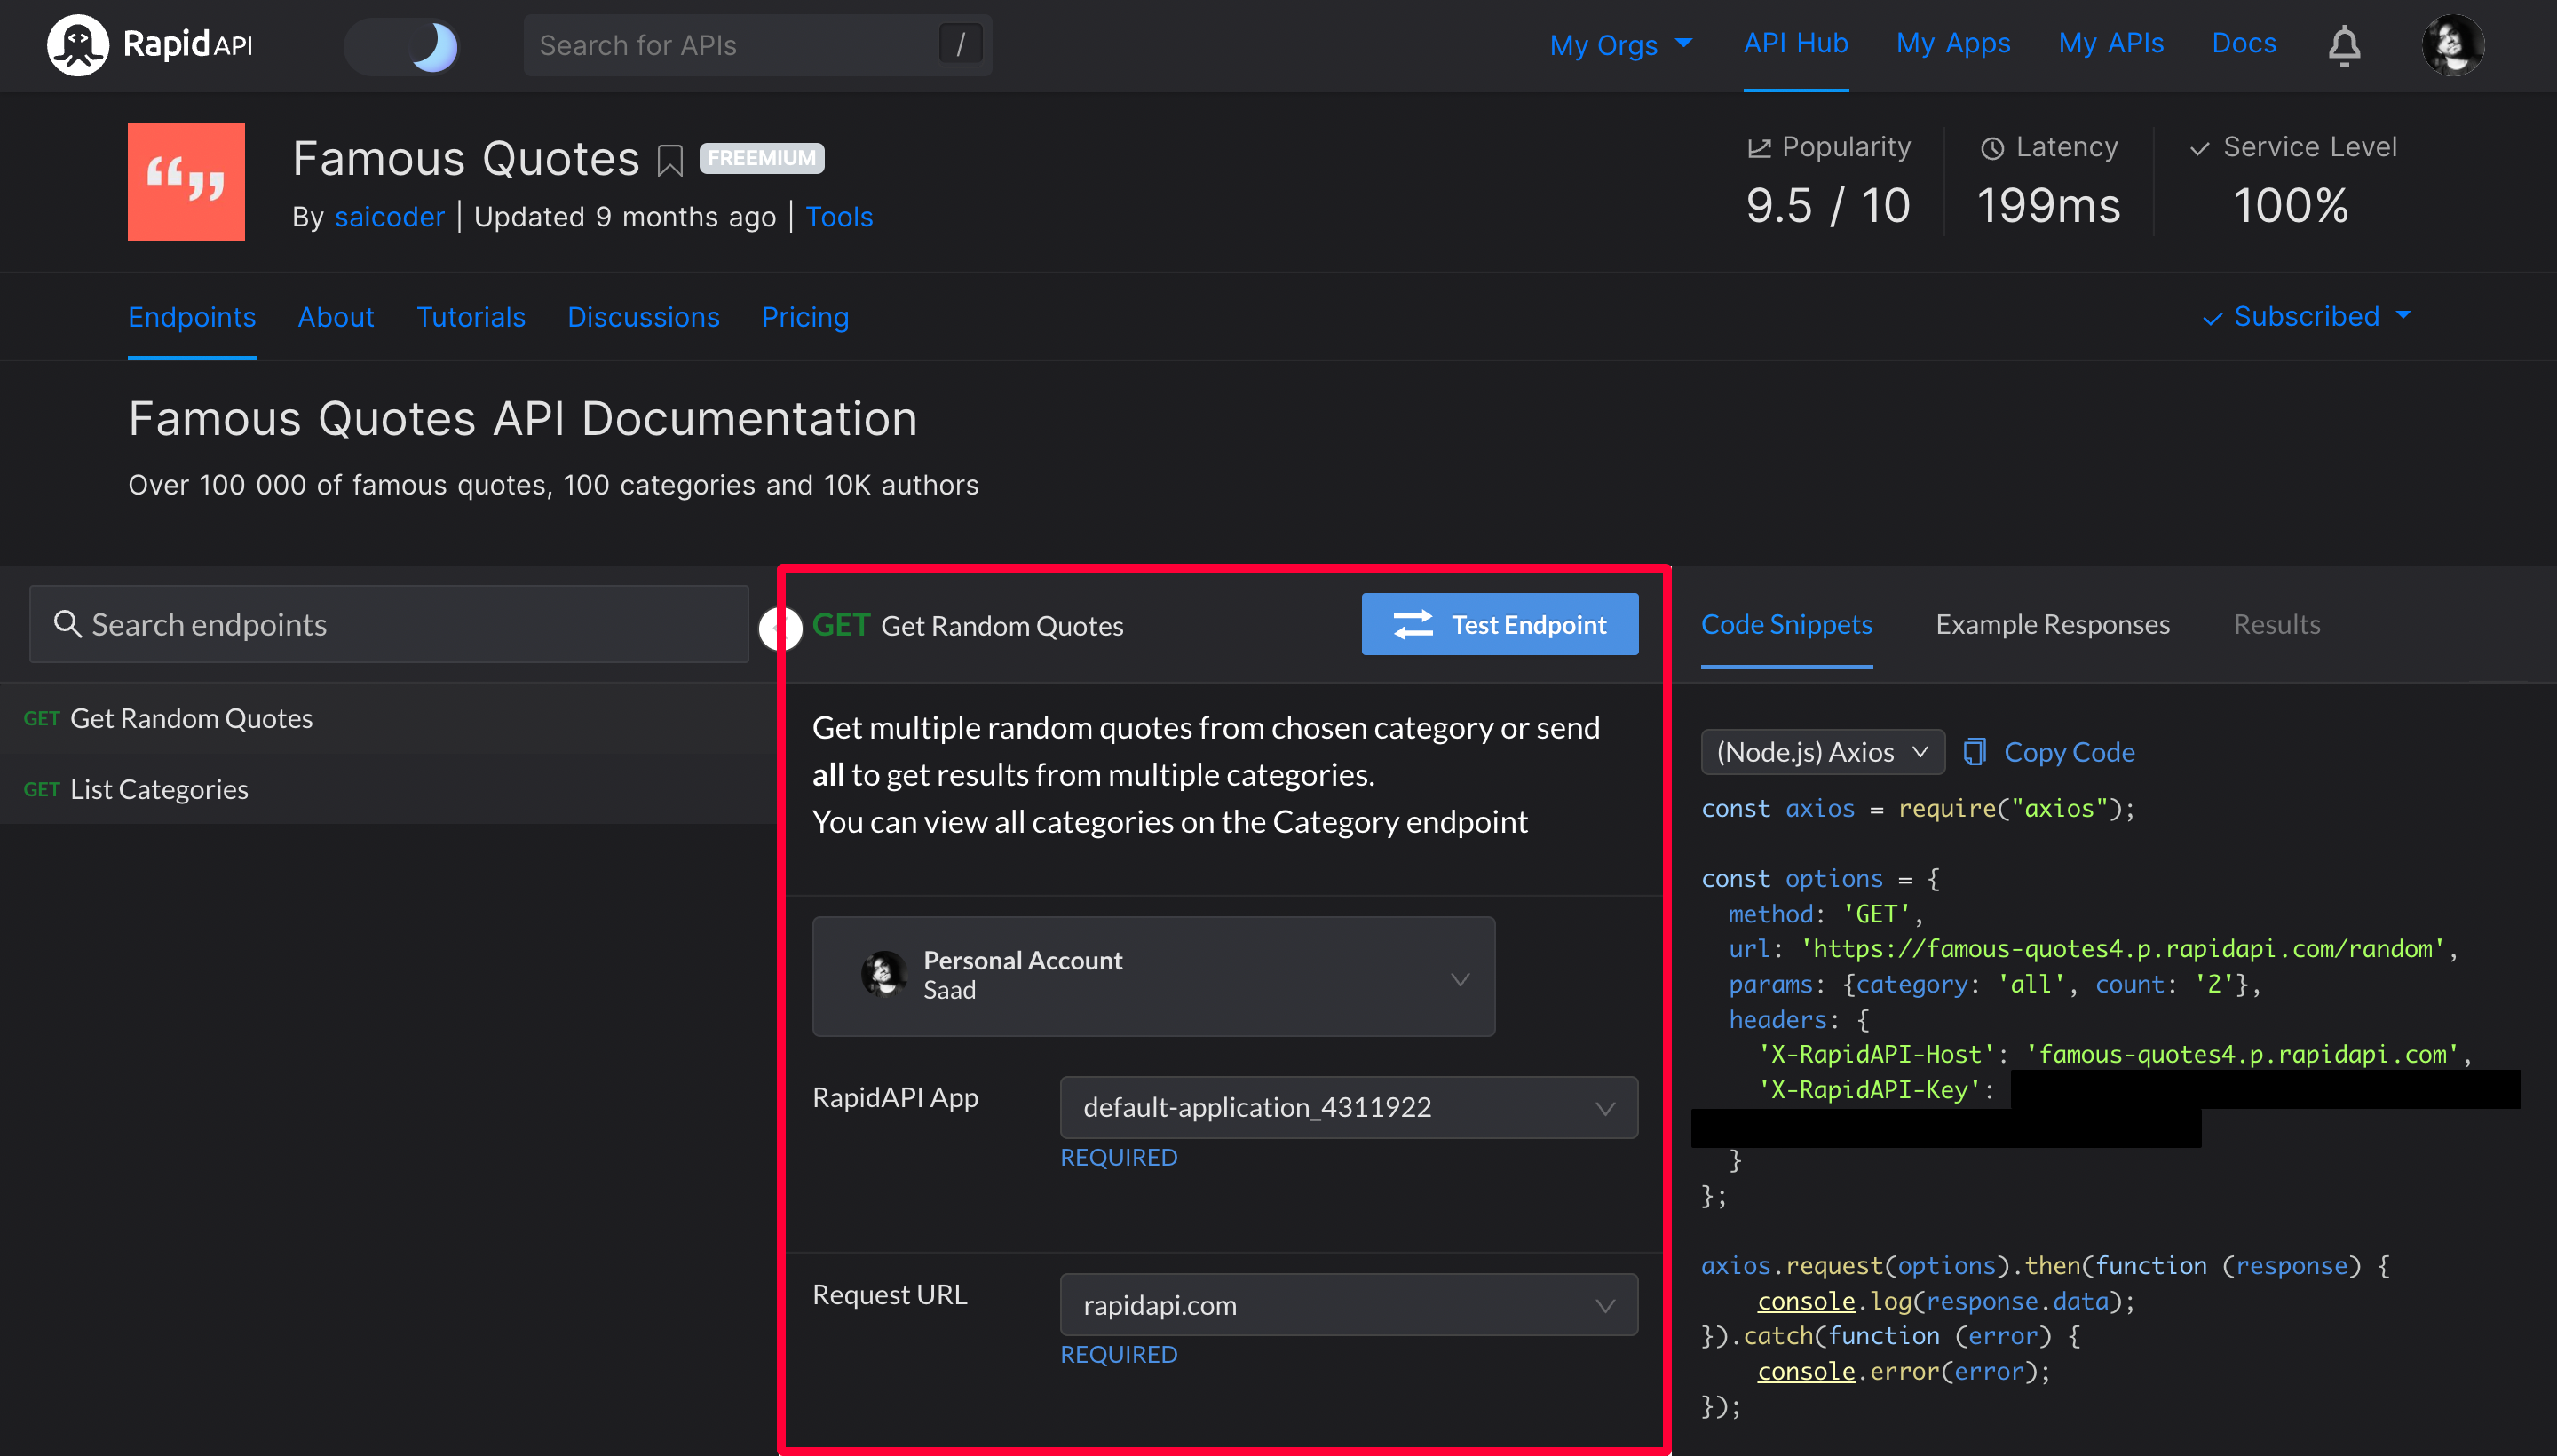 RapidAPI
Search for APIs
/
My Orgs
API Hub
My Apps
My APIs
Docs
Famous Quotes
FREEMIUM
By saicoder | Updated 9 months ago | Tools
Popularity
9.5 / 10
Latency
199ms
Service Level
100%
Endpoints
About
Tutorials
Discussions
Pricing
Subscribed
Famous Quotes API Documentation
Over 100 000 of famous quotes, 100 categories and 10K authors
Search endpoints
GET Get Random Quotes
GET List Categories
GET Get Random Quotes
Test Endpoint
Get multiple random quotes from chosen category or send
all to get results from multiple categories.
You can view all categories on the Category endpoint
Personal Account
Saad
RapidAPI App
default-application_4311922
REQUIRED
Request URL
rapidapi.com
REQUIRED
Code Snippets
Example Responses
Results
(Node.js) Axios
Copy Code
const axios = require("axios");
const options = {
  method: 'GET',
  url: 'https://famous-quotes4.p.rapidapi.com/random',
  params: {category: 'all', count: '2'},
  headers: {
    'X-RapidAPI-Host': 'famous-quotes4.p.rapidapi.com',
    'X-RapidAPI-Key':
  }
};
axios.request(options).then(function (response) {
    console.log(response.data);
}).catch(function (error) {
    console.error(error);
});